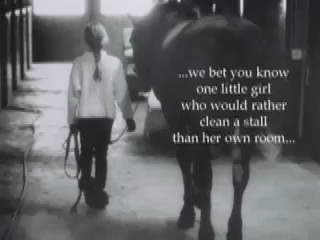 ...we bet you know
one little girl
who would rather
clean a stall
than her own room...